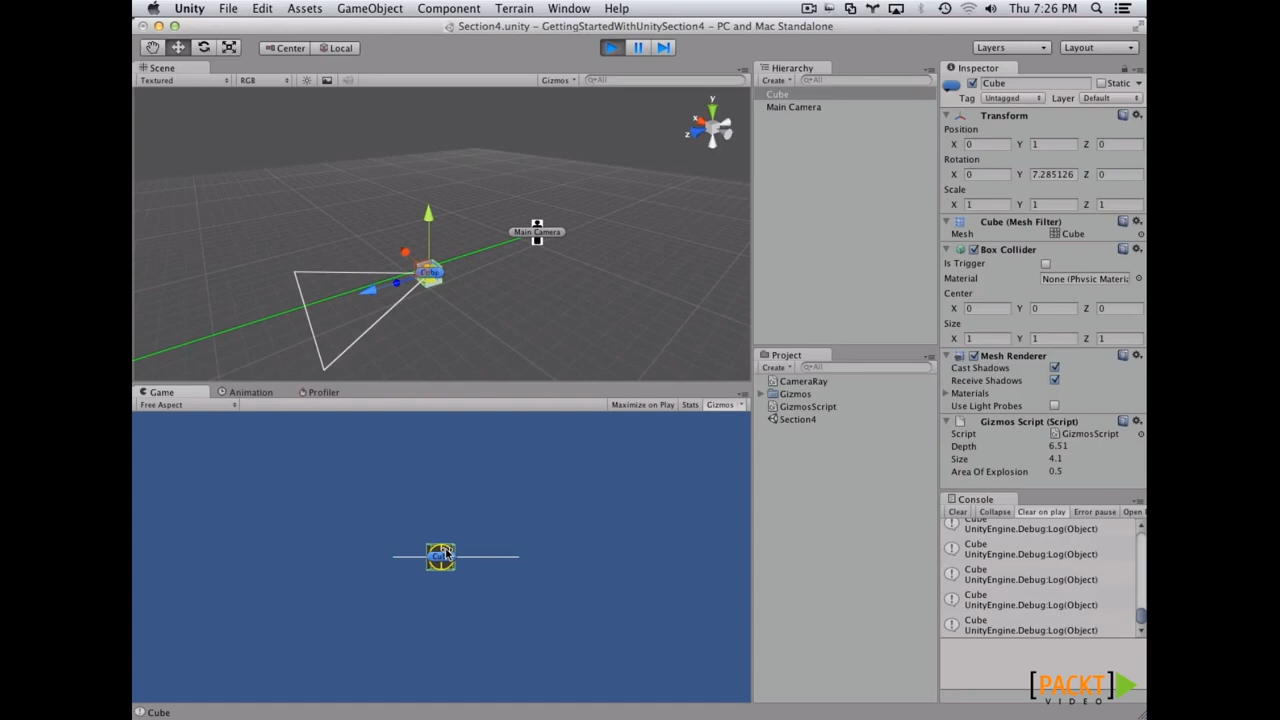 Unity File Edit Assets GameObject Component Terrain Window Help Thu 7:26 PM
Section4.unity - GettingStartedWithUnitySection4 - PC and Mac Standalone
Center Local Layers Layout
Scene
Textured RGB Gizmos All
y
x
z
Main Camera
Cube
Game Animation Profiler
Free Aspect Maximize on Play Stats Gizmos
Hierarchy
Create All
Cube
Main Camera
Project
Create All
CameraRay
Gizmos
GizmosScript
Section4
Inspector
Cube Static
Tag Untagged Layer Default
Transform
Position
X 0 Y 1 Z 0
Rotation
X 0 Y 7.285126 Z 0
Scale
X 1 Y 1 Z 1
Cube (Mesh Filter)
Mesh Cube
Box Collider
Is Trigger
Material None (Physic Materia
Center
X 0 Y 0 Z 0
Size
X 1 Y 1 Z 1
Mesh Renderer
Cast Shadows
Receive Shadows
Materials
Use Light Probes
Gizmos Script (Script)
Script GizmosScript
Depth 6.51
Size 4.1
Area Of Explosion 0.5
Console
Clear Collapse Clear on play Error pause Open
Cube
UnityEngine.Debug:Log(Object)
Cube
UnityEngine.Debug:Log(Object)
Cube
UnityEngine.Debug:Log(Object)
Cube
UnityEngine.Debug:Log(Object)
Cube
UnityEngine.Debug:Log(Object)
[PACKT]
VIDEO
Cube